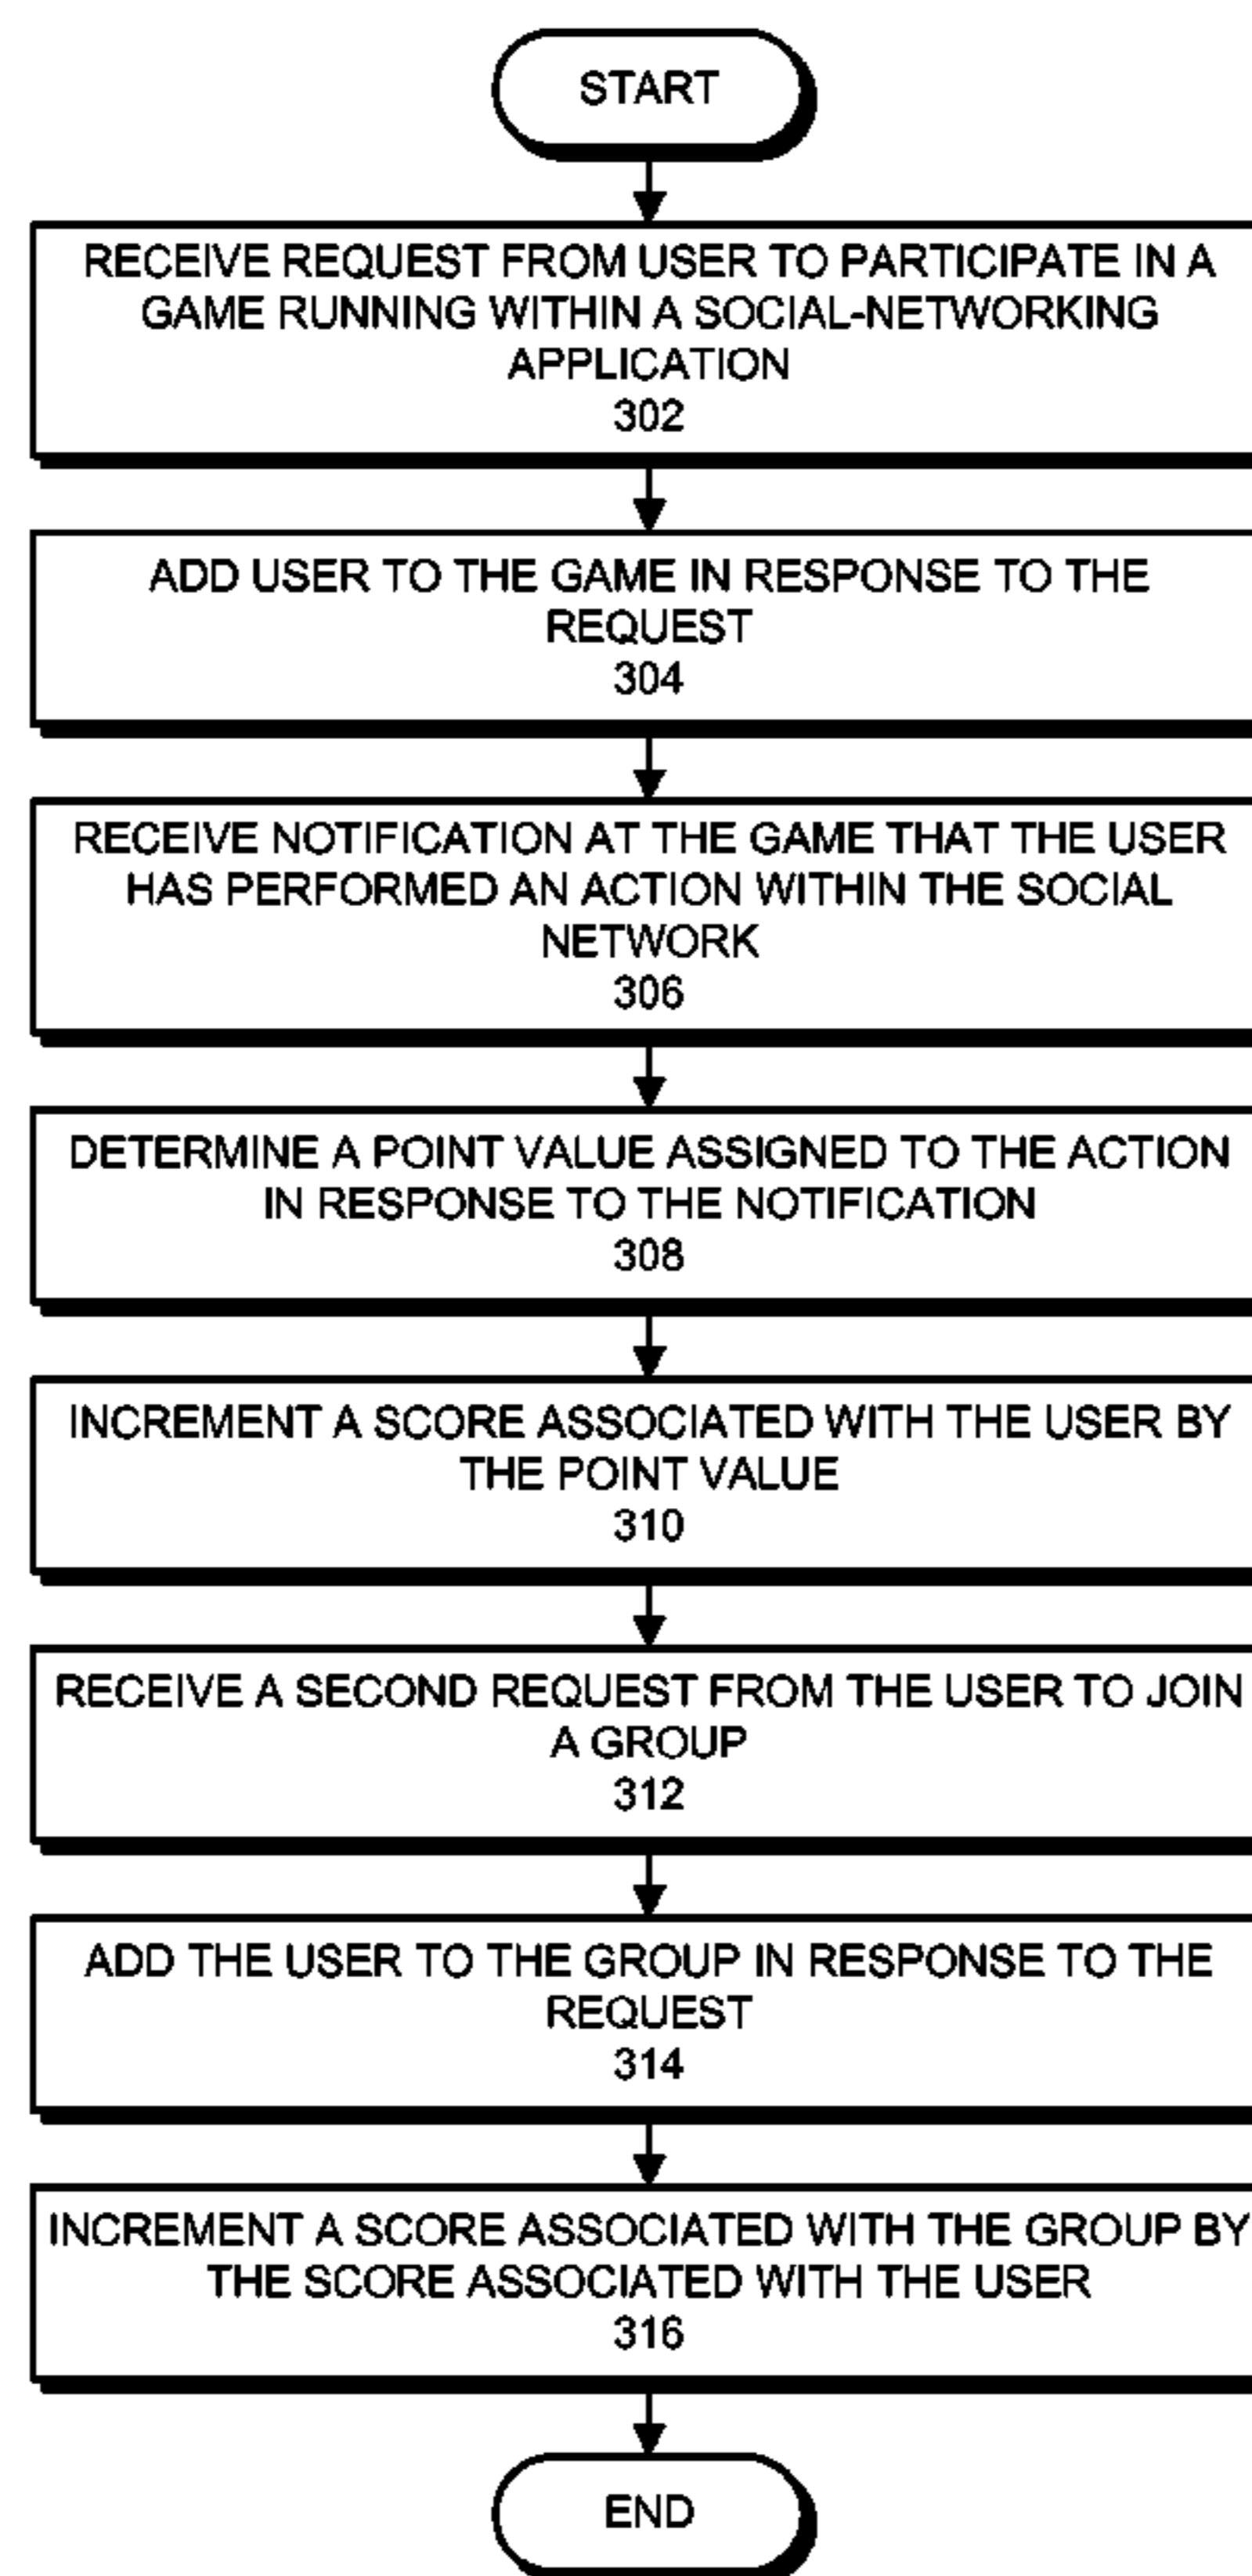 START
RECEIVE REQUEST FROM USER TO PARTICIPATE IN A
GAME RUNNING WITHIN A SOCIAL-NETWORKING
APPLICATION
302
ADD USER TO THE GAME IN RESPONSE TO THE
REQUEST
304
RECEIVE NOTIFICATION AT THE GAME THAT THE USER
HAS PERFORMED AN ACTION WITHIN THE SOCIAL
NETWORK
306
DETERMINE A POINT VALUE ASSIGNED TO THE ACTION
IN RESPONSE TO THE NOTIFICATION
308
INCREMENT A SCORE ASSOCIATED WITH THE USER BY
THE POINT VALUE
310
RECEIVE A SECOND REQUEST FROM THE USER TO JOIN
A GROUP
312
ADD THE USER TO THE GROUP IN RESPONSE TO THE
REQUEST
314
INCREMENT A SCORE ASSOCIATED WITH THE GROUP BY
THE SCORE ASSOCIATED WITH THE USER
316
END